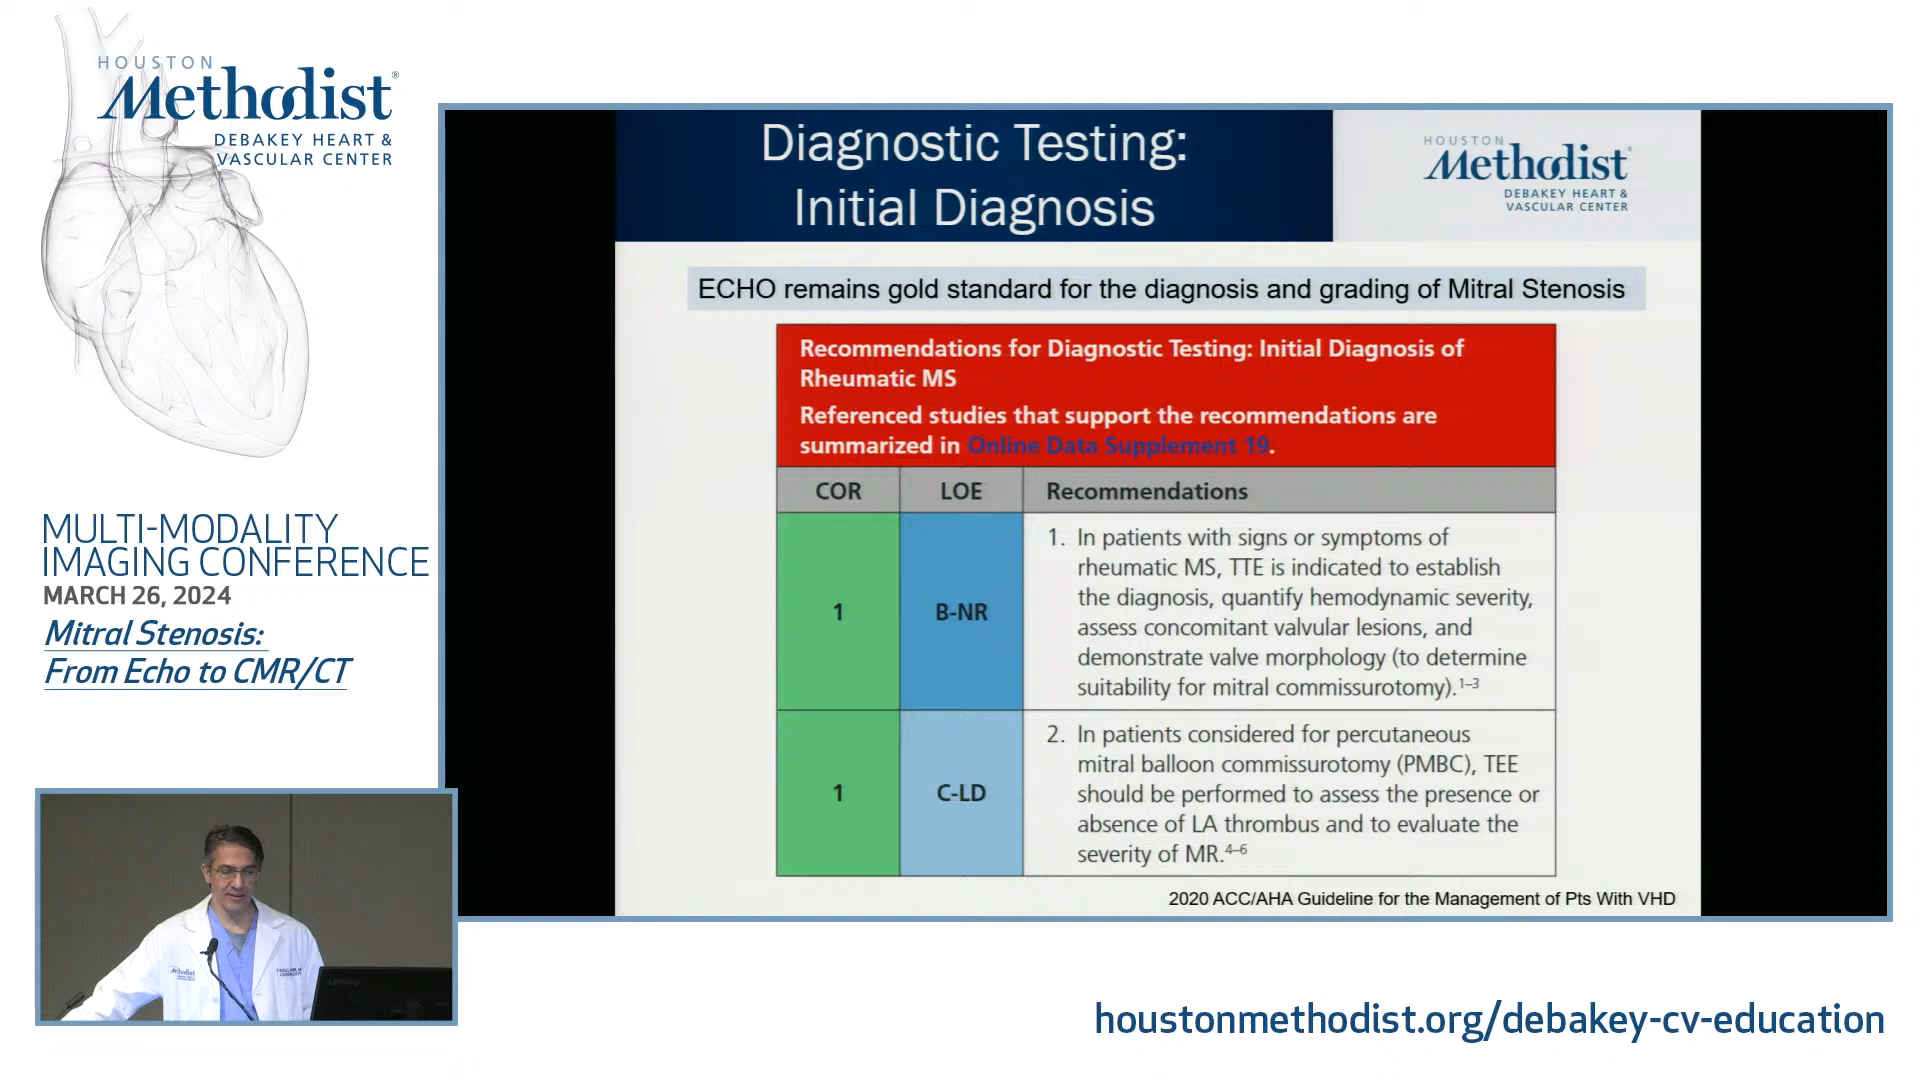 HOUSTON
Methodist®
DEBAKEY HEART &
VASCULAR CENTER
MULTI-MODALITY
IMAGING CONFERENCE
MARCH 26, 2024
Mitral Stenosis:
From Echo to CMR/CT
Diagnostic Testing:
Initial Diagnosis
HOUSTON
Methodist®
DEBAKEY HEART &
VASCULAR CENTER
ECHO remains gold standard for the diagnosis and grading of Mitral Stenosis
Recommendations for Diagnostic Testing: Initial Diagnosis of
Rheumatic MS
Referenced studies that support the recommendations are
summarized in Online Data Supplement 19.
COR LOE Recommendations
1 B-NR
1. In patients with signs or symptoms of
rheumatic MS, TTE is indicated to establish
the diagnosis, quantify hemodynamic severity,
assess concomitant valvular lesions, and
demonstrate valve morphology (to determine
suitability for mitral commissurotomy).1–3
1 C-LD
2. In patients considered for percutaneous
mitral balloon commissurotomy (PMBC), TEE
should be performed to assess the presence or
absence of LA thrombus and to evaluate the
severity of MR.4–6
2020 ACC/AHA Guideline for the Management of Pts With VHD
Methodist
houstonmethodist.org/debakey-cv-education